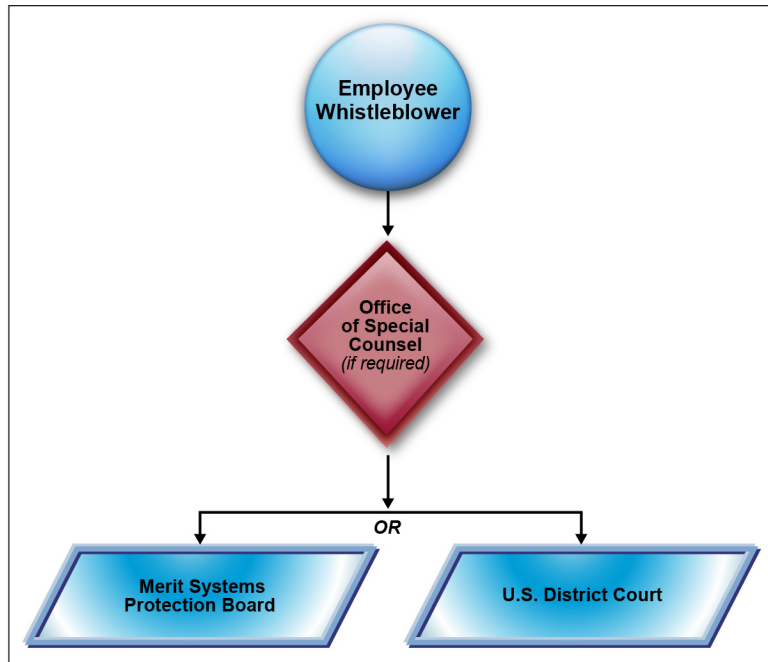 Employee
Whistleblower
Office
of Special
Counsel
(if required)
OR
Merit Systems
Protection Board
U.S. District Court